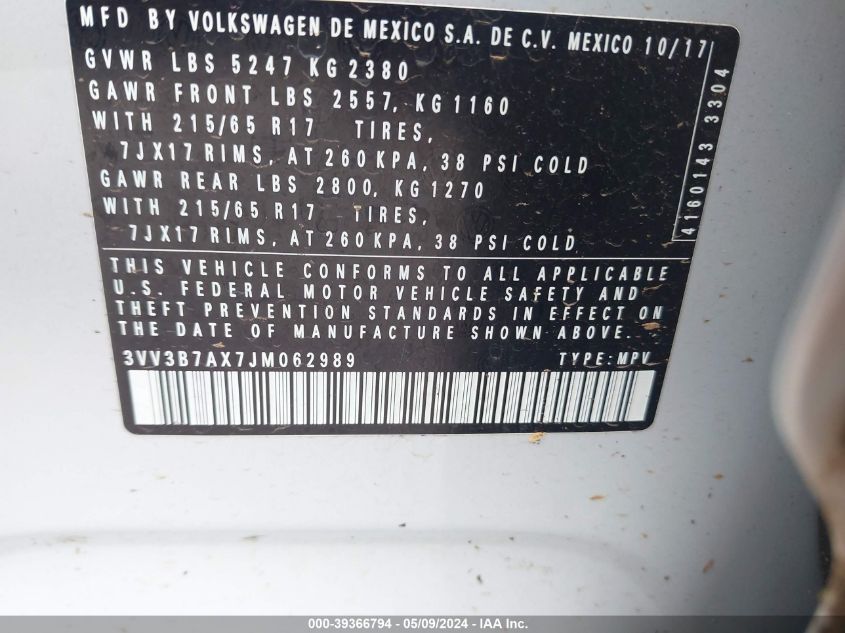 MFD BY VOLKSWAGEN DE MEXICO S.A. DE C.V. MEXICO 10/17
GVWR LBS 5247 KG 2380
GAWR FRONT LBS 2557, KG 1160
WITH 215/65 R17 TIRES,
7JX17 RIMS, AT 260 KPA, 38 PSI COLD
GAWR REAR LBS 2800, KG 1270
WITH 215/65 R17 TIRES,
7JX17 RIMS, AT 260 KPA, 38 PSI COLD
THIS VEHICLE CONFORMS TO ALL APPLICABLE
U.S. FEDERAL MOTOR VEHICLE SAFETY AND
THEFT PREVENTION STANDARDS IN EFFECT ON
THE DATE OF MANUFACTURE SHOWN ABOVE.
3VV3B7AX7JM062989 TYPE: MPV
4160143 3304
000-39366794 - 05/09/2024 - IAA Inc.